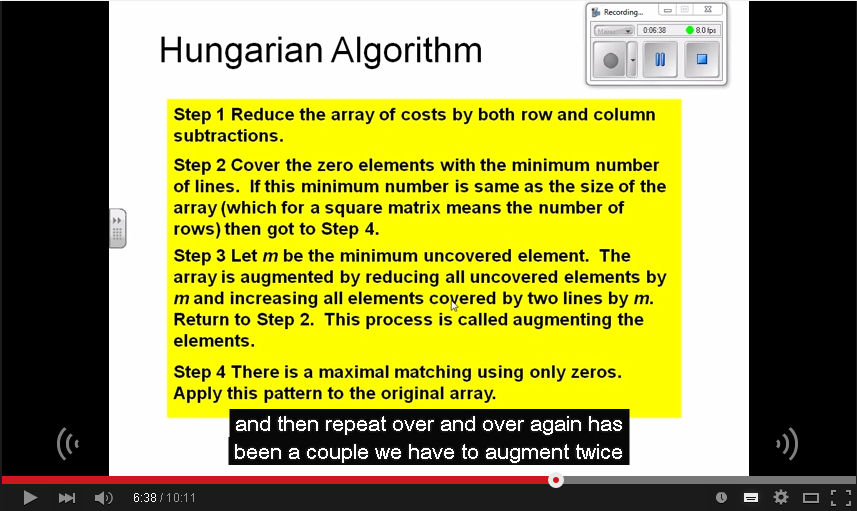 Recording...
Hungarian Algorithm
0:06:38
8.0 fps
Step 1 Reduce the array of costs by both row and column
subtractions.
Step 2 Cover the zero elements with the minimum number
of lines.  If this minimum number is same as the size of the
array (which for a square matrix means the number of
rows) then got to Step 4.
Step 3 Let m be the minimum uncovered element.  The
array is augmented by reducing all uncovered elements by
m and increasing all elements covered by two lines by m.
Return to Step 2.  This process is called augmenting the
elements.
Step 4 There is a maximal matching using only zeros.
Apply this pattern to the original array.
and then repeat over and over again has
been a couple we have to augment twice
6:38 / 10:11